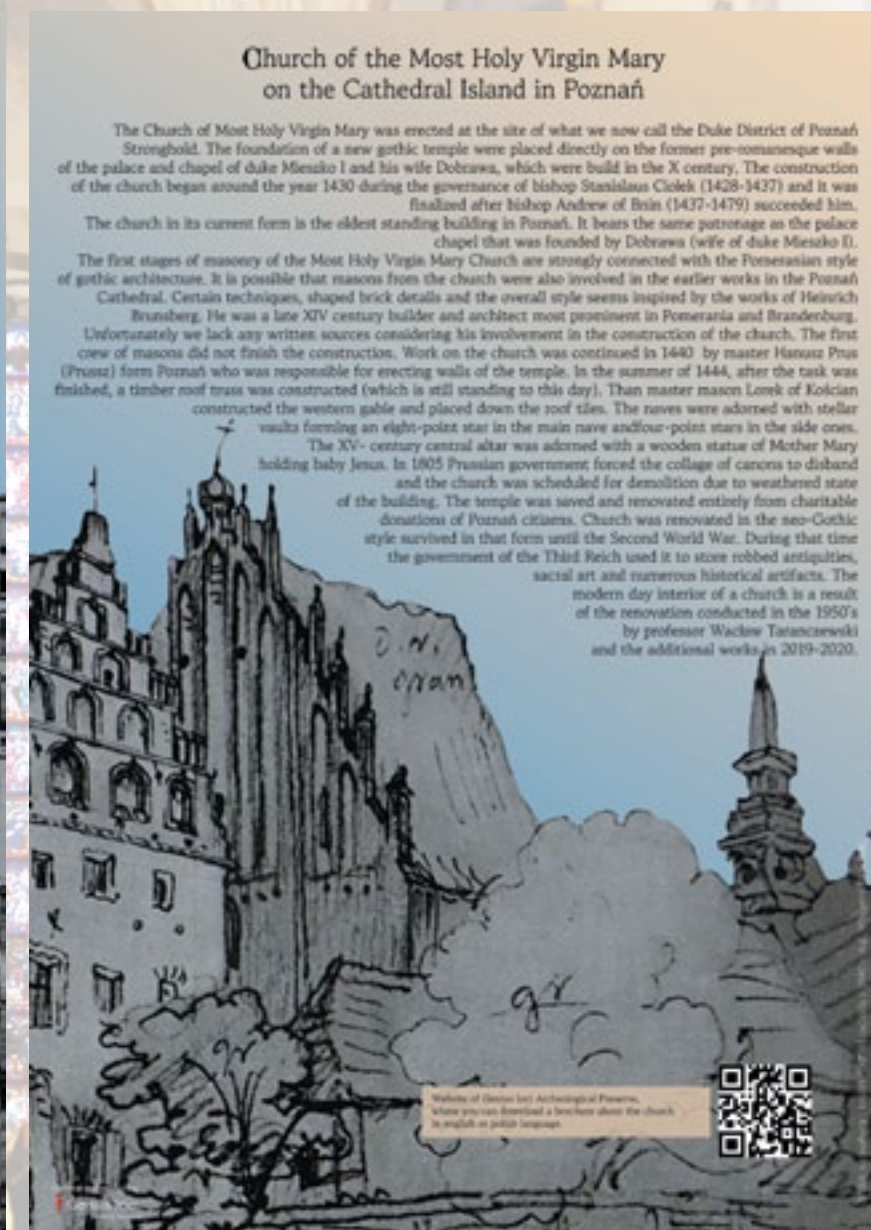 Church of the Most Holy Virgin Mary
on the Cathedral Island in Poznań
The Church of Most Holy Virgin Mary was erected at the site of what we now call the Duke District of Poznań
Stronghold. The foundation of a new gothic temple were placed directly on the former pre-romanesque walls
of the palace and chapel of duke Mieszko I and his wife Dobrawa, which were build in the X century. The construction
of the church began around the year 1430 during the governance of bishop Stanislaus Ciołek (1428-1437) and it was
finalized after bishop Andrew of Bnin (1437-1479) succeeded him.
The church in its current form is the oldest standing building in Poznań. It bears the same patronage as the palace
chapel that was founded by Dobrawa (wife of duke Mieszko I).
The first stages of masonry of the Most Holy Virgin Mary Church are strongly connected with the Pomeranian style
of gothic architecture. It is possible that masons from the church were also involved in the earlier works in the Poznań
Cathedral. Certain techniques, shaped brick details and the overall style seems inspired by the works of Heinrich
Brunsberg. He was a late XIV century builder and architect most prominent in Pomerania and Brandenburg.
Unfortunately we lack any written sources considering his involvement in the construction of the church. The first
crew of masons did not finish the construction. Work on the church was continued in 1440 by master Hanusz Prus
(Prussz) form Poznań who was responsible for erecting walls of the temple. In the summer of 1444, after the task was
finished, a timber roof truss was constructed (which is still standing to this day). Than master mason Lorek of Kościan
constructed the western gable and placed down the roof tiles. The naves were adorned with stellar
vaults forming an eight-point star in the main nave andfour-point stars in the side ones.
The XV- century central altar was adorned with a wooden statue of Mother Mary
holding baby Jesus. In 1805 Prussian government forced the collage of canons to disband
and the church was scheduled for demolition due to weathered state
of the building. The temple was saved and renovated entirely from charitable
donations of Poznań citizens. Church was renovated in the neo-Gothic
style survived in that form until the Second World War. During that time
the government of the Third Reich used it to store robbed antiquities,
sacral art and numerous historical artifacts. The
modern day interior of a church is a result
of the renovation conducted in the 1950's
by professor Wacław Taranczewski
and the additional works in 2019-2020.
gr
Website of Genius loci Archeological Preserve,
where you can download a brochure about the church
in english or polish language.